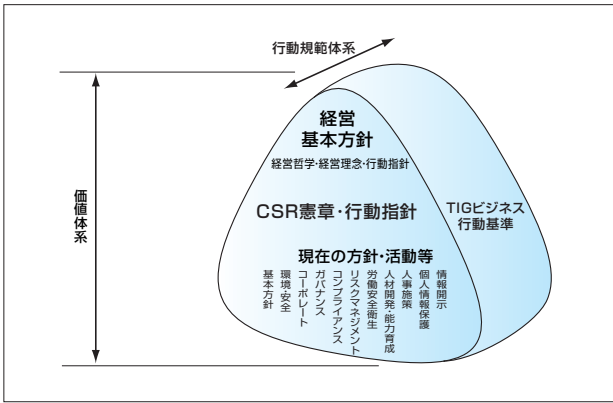 行動規範体系
価値体系
経営
基本方針
経営哲学・経営理念・行動指針
CSR憲章・行動指針
TIGビジネス
行動基準
現在の方針・活動等
情報開示
個人情報保護
人事施策
人材開発・能力育成
労働安全衛生
リスクマネジメント
コンプライアンス
ガバナンス
コーポレート
環境・安全
基本方針